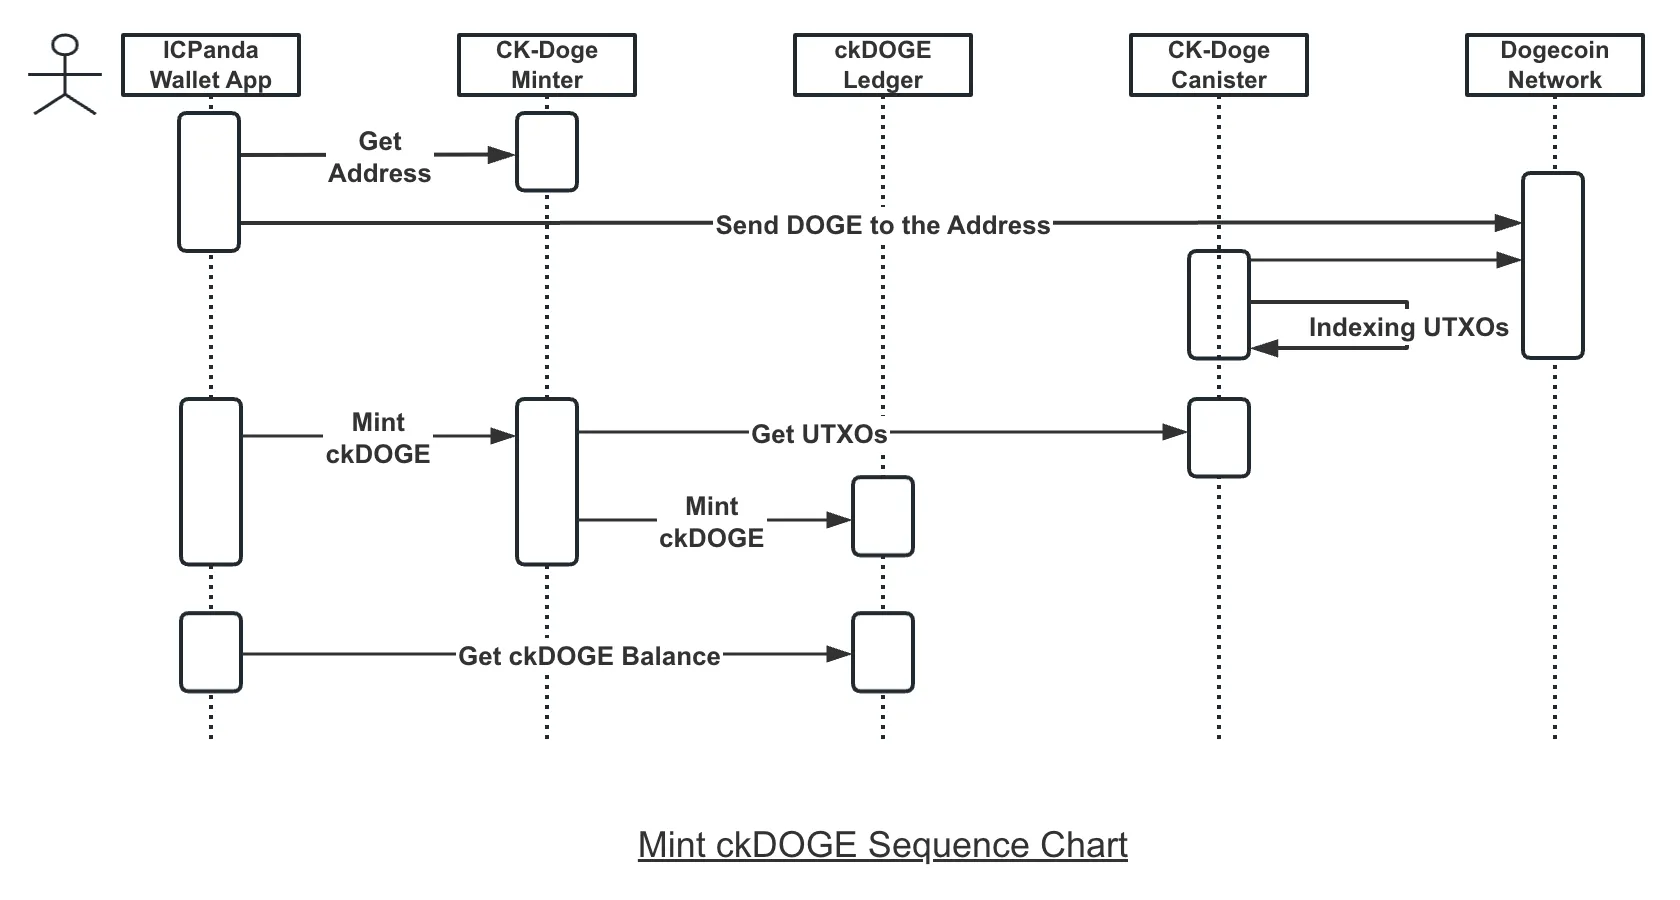 ICPanda
Wallet App
CK-Doge
Minter
ckDOGE
Ledger
CK-Doge
Canister
Dogecoin
Network
Get
Address
Send DOGE to the Address
Indexing UTXOs
Mint
ckDOGE
Get UTXOs
Mint
ckDOGE
Get ckDOGE Balance
Mint ckDOGE Sequence Chart